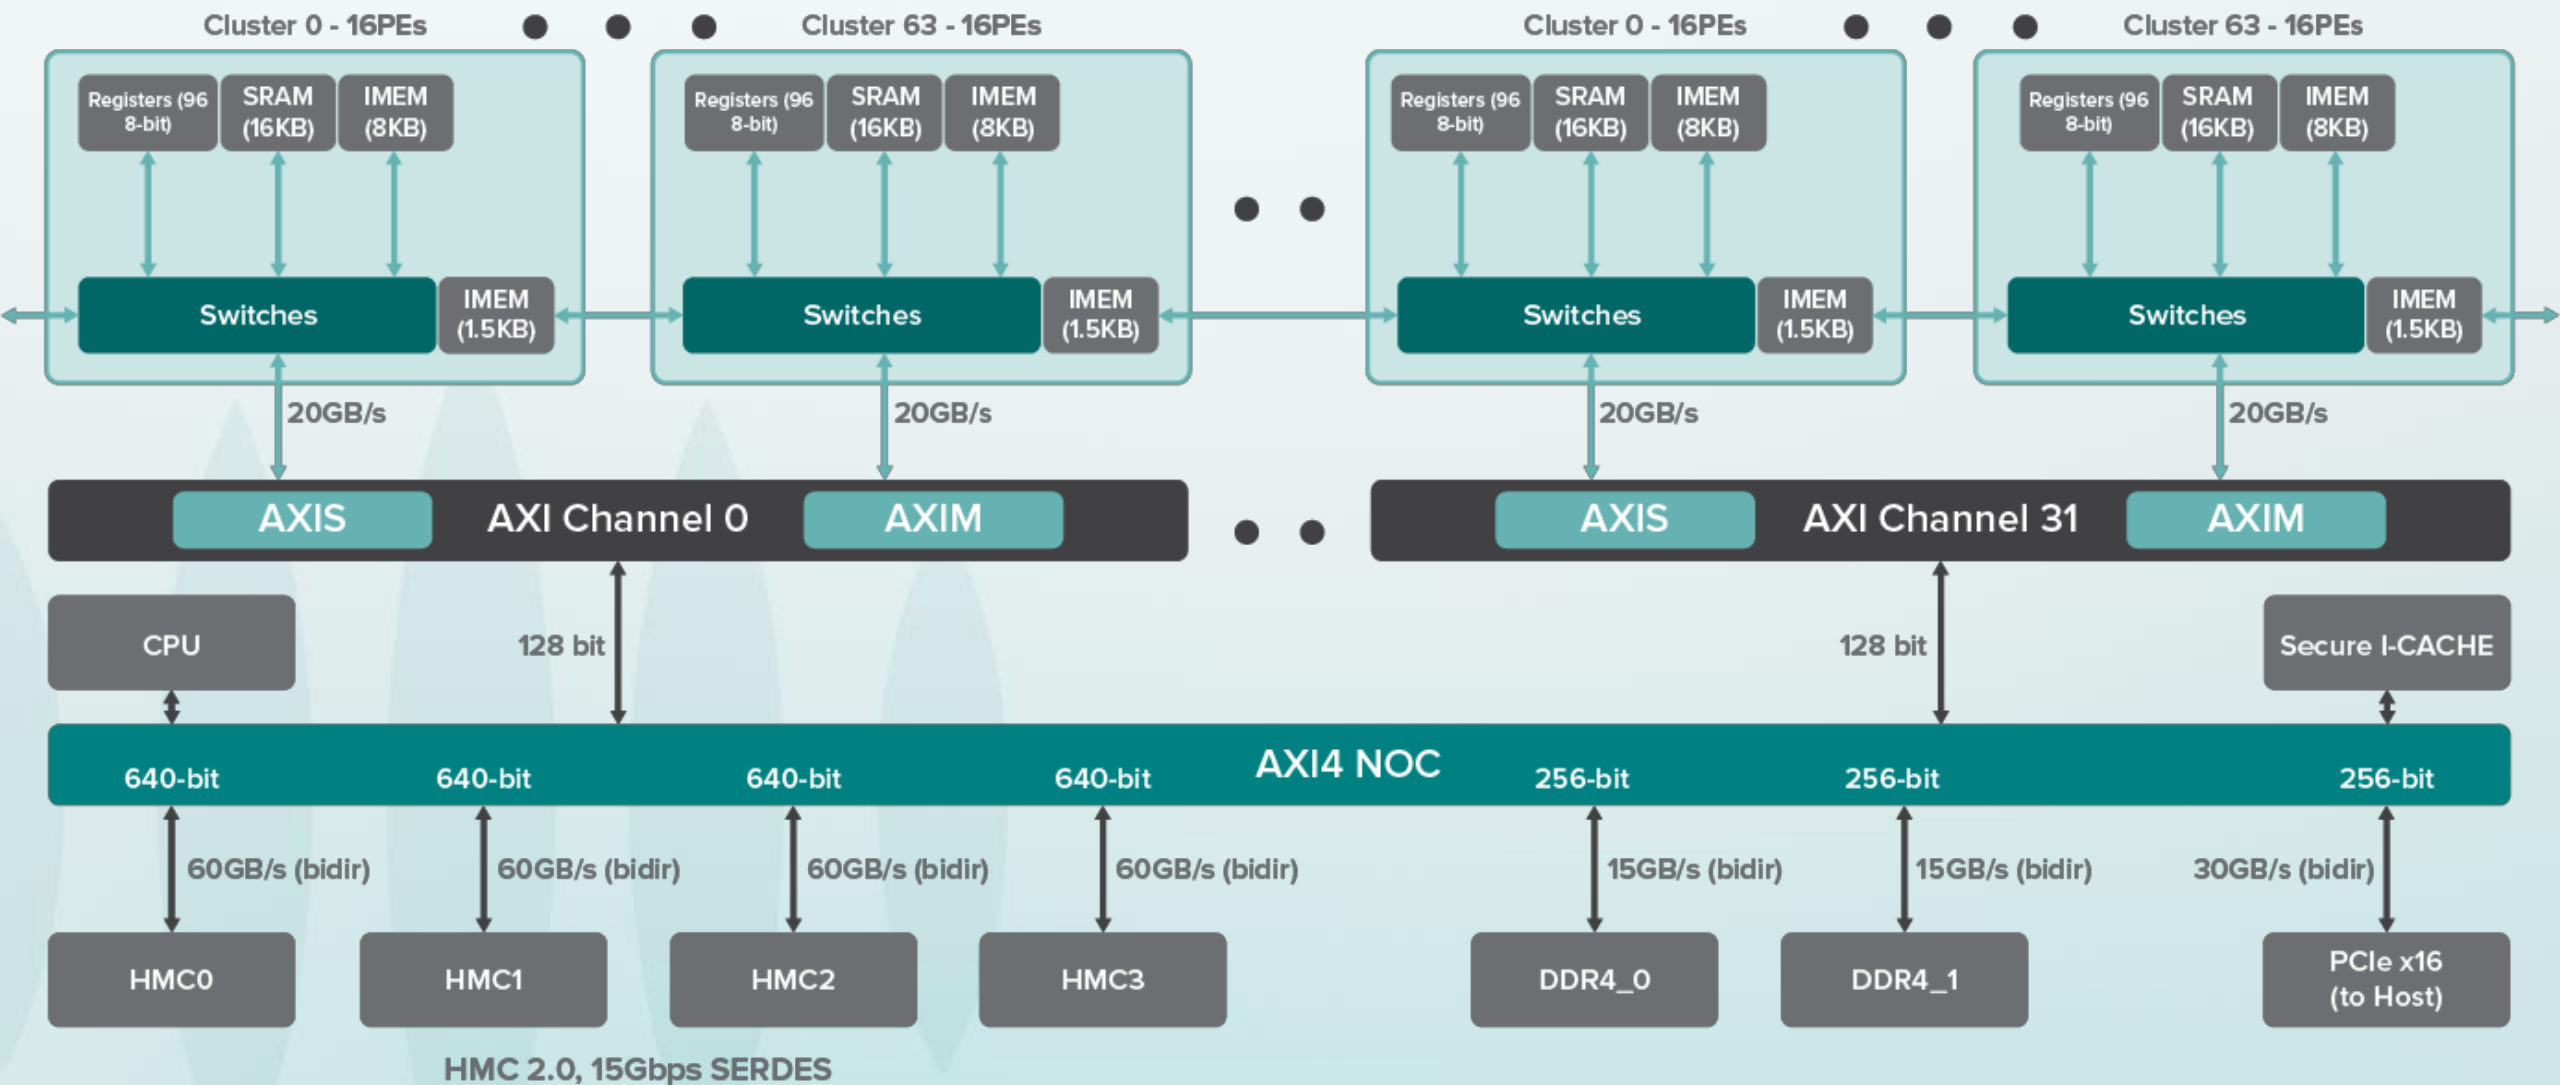 Cluster 0 - 16PEs
Cluster 63 - 16PEs
Cluster 0 - 16PEs
Cluster 63 - 16PEs
Registers (96
8-bit)
SRAM
(16KB)
IMEM
(8KB)
Registers (96
8-bit)
SRAM
(16KB)
IMEM
(8KB)
Registers (96
8-bit)
SRAM
(16KB)
IMEM
(8KB)
Registers (96
8-bit)
SRAM
(16KB)
IMEM
(8KB)
Switches
IMEM
(1.5KB)
Switches
IMEM
(1.5KB)
Switches
IMEM
(1.5KB)
Switches
IMEM
(1.5KB)
20GB/s
20GB/s
20GB/s
20GB/s
AXIS
AXI Channel 0
AXIM
AXIS
AXI Channel 31
AXIM
CPU
128 bit
128 bit
Secure I-CACHE
AXI4 NOC
640-bit
640-bit
640-bit
640-bit
256-bit
256-bit
256-bit
60GB/s (bidir)
60GB/s (bidir)
60GB/s (bidir)
60GB/s (bidir)
15GB/s (bidir)
15GB/s (bidir)
30GB/s (bidir)
HMC0
HMC1
HMC2
HMC3
DDR4_0
DDR4_1
PCIe x16
(to Host)
HMC 2.0, 15Gbps SERDES